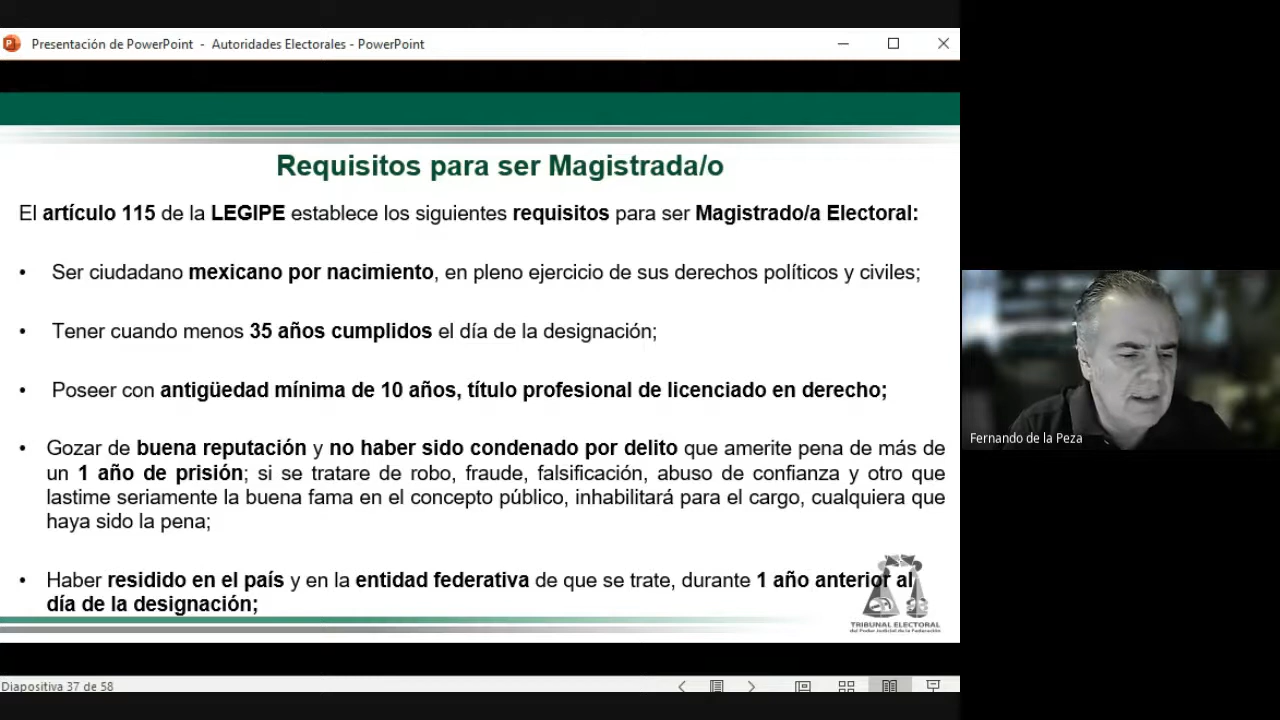 Presentación de PowerPoint - Autoridades Electorales - PowerPoint
Requisitos para ser Magistrada/o
El artículo 115 de la LEGIPE establece los siguientes requisitos para ser Magistrado/a Electoral:
• Ser ciudadano mexicano por nacimiento, en pleno ejercicio de sus derechos políticos y civiles;
• Tener cuando menos 35 años cumplidos el día de la designación;
• Poseer con antigüedad mínima de 10 años, título profesional de licenciado en derecho;
• Gozar de buena reputación y no haber sido condenado por delito que amerite pena de más de
un 1 año de prisión; si se tratare de robo, fraude, falsificación, abuso de confianza y otro que
lastime seriamente la buena fama en el concepto público, inhabilitará para el cargo, cualquiera que
haya sido la pena;
• Haber residido en el país y en la entidad federativa de que se trate, durante 1 año anterior al
día de la designación;
TRIBUNAL ELECTORAL
del Poder Judicial de la Federación
Diapositiva 37 de 58
Fernando de la Peza